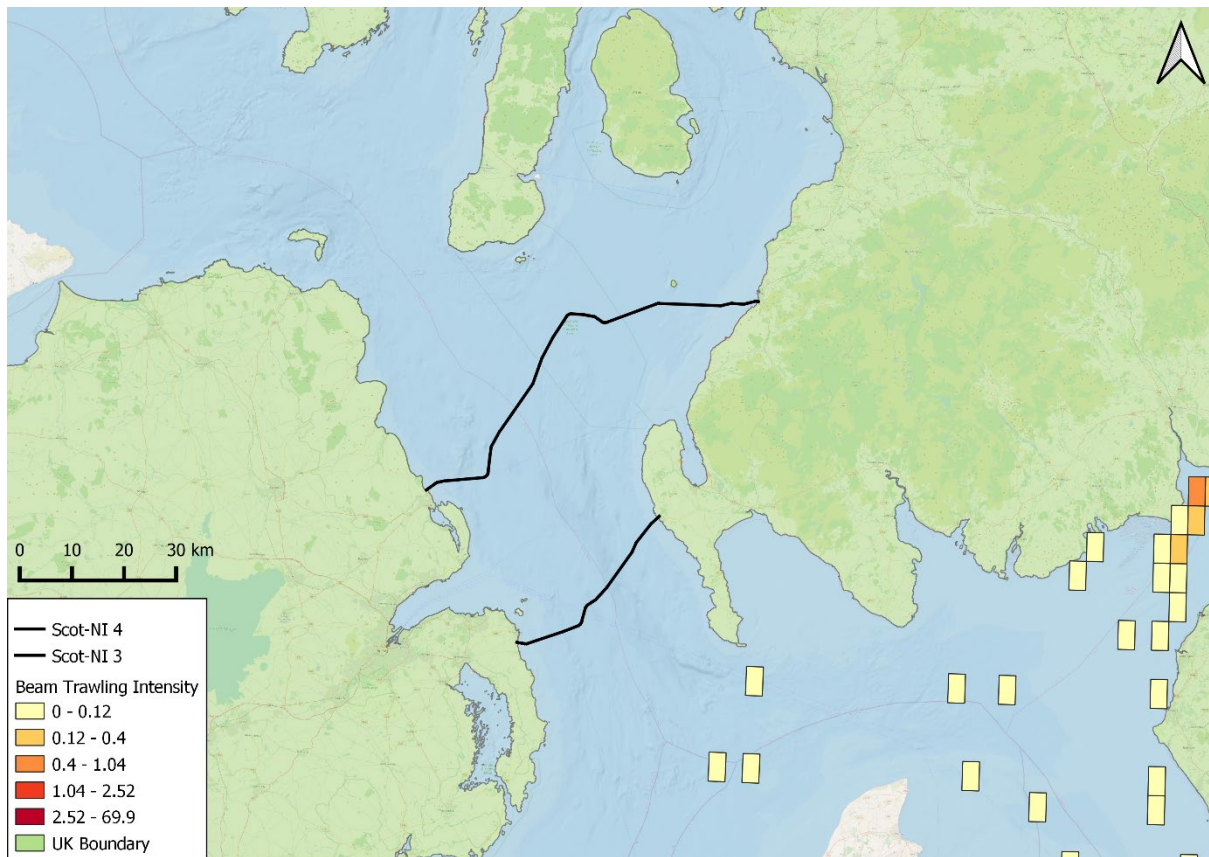 0 10 20 30 km
Scot-NI 4
Scot-NI 3
Beam Trawling Intensity
0 - 0.12
0.12 - 0.4
0.4 - 1.04
1.04 - 2.52
2.52 - 69.9
UK Boundary